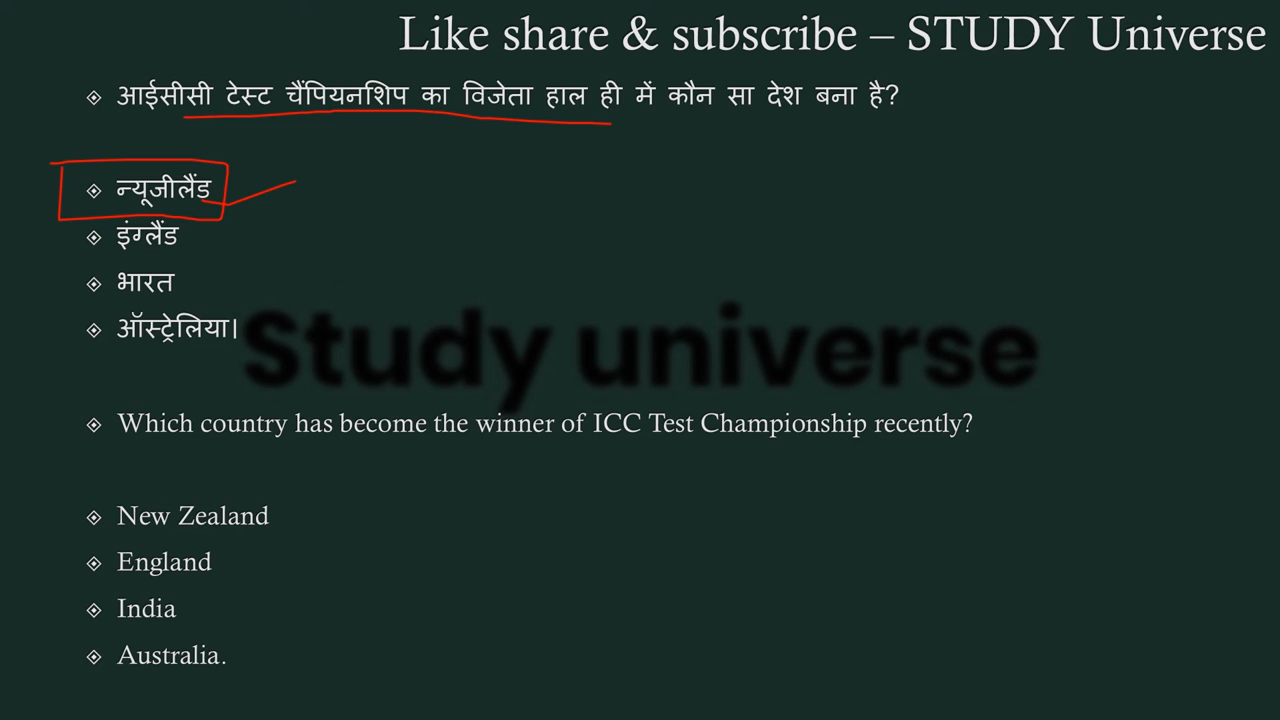 Like share & subscribe – STUDY Universe
आईसीसी टेस्ट चैंपियनशिप का विजेता हाल ही में कौन सा देश बना है?
न्यूजीलैंड
इंग्लैंड
भारत
ऑस्ट्रेलिया।
Study universe
Which country has become the winner of ICC Test Championship recently?
New Zealand
England
India
Australia.